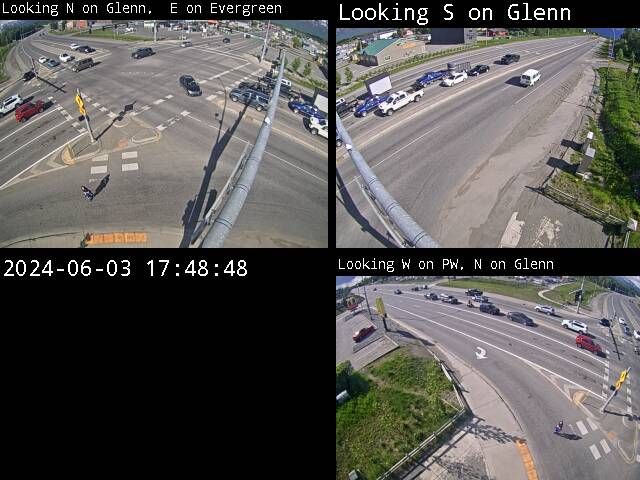 Looking N on Glenn,  E on Evergreen
Looking S on Glenn
2024-06-03 17:48:48
Looking W on PW, N on Glenn